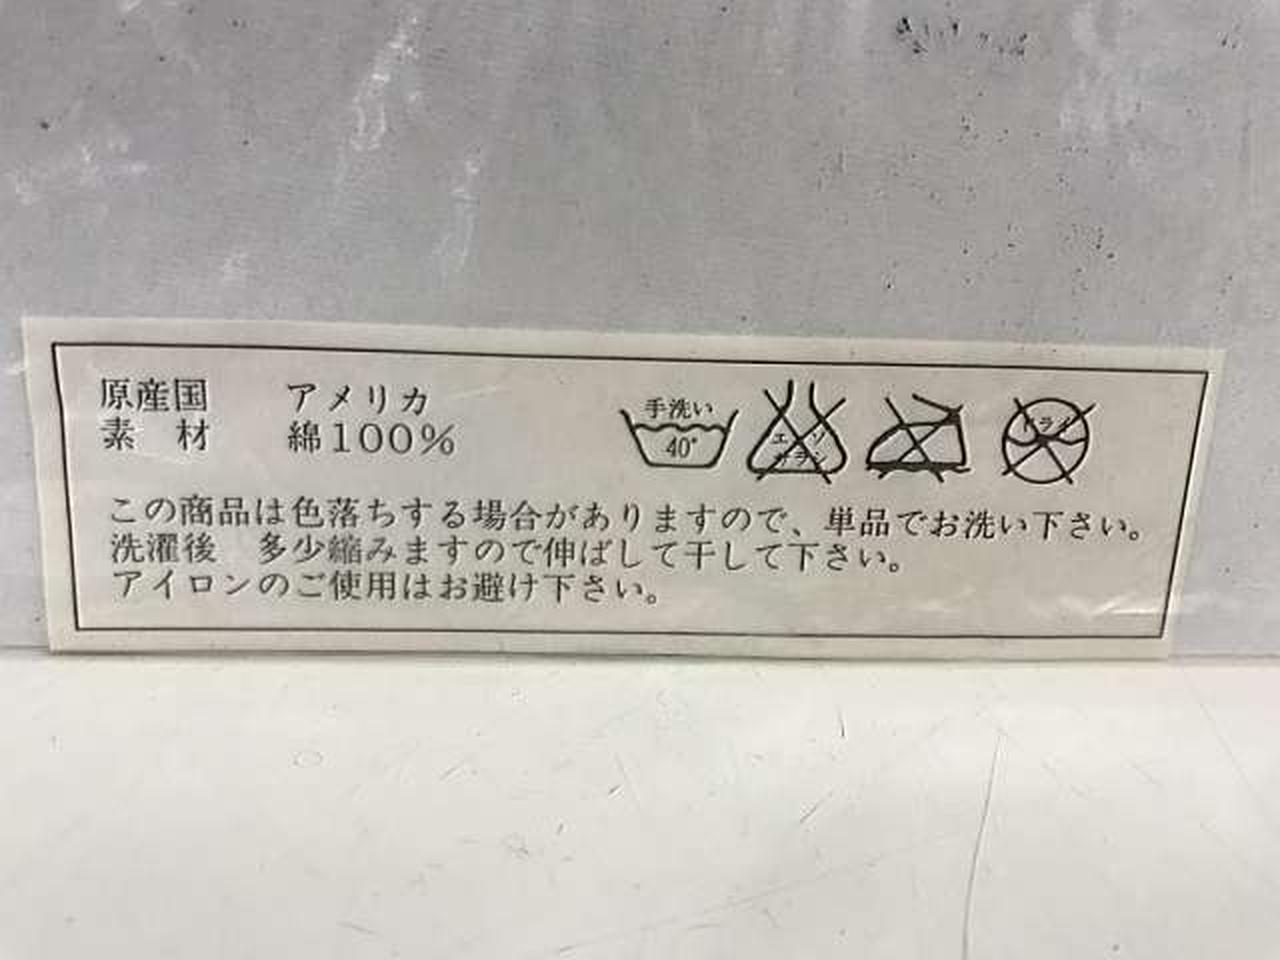 原産国　アメリカ
素　材　綿100%
手洗い
40°
エンソ
サラシ
ドライ
この商品は色落ちする場合がありますので、単品でお洗い下さい。
洗濯後　多少縮みますので伸ばして干して下さい。
アイロンのご使用はお避け下さい。